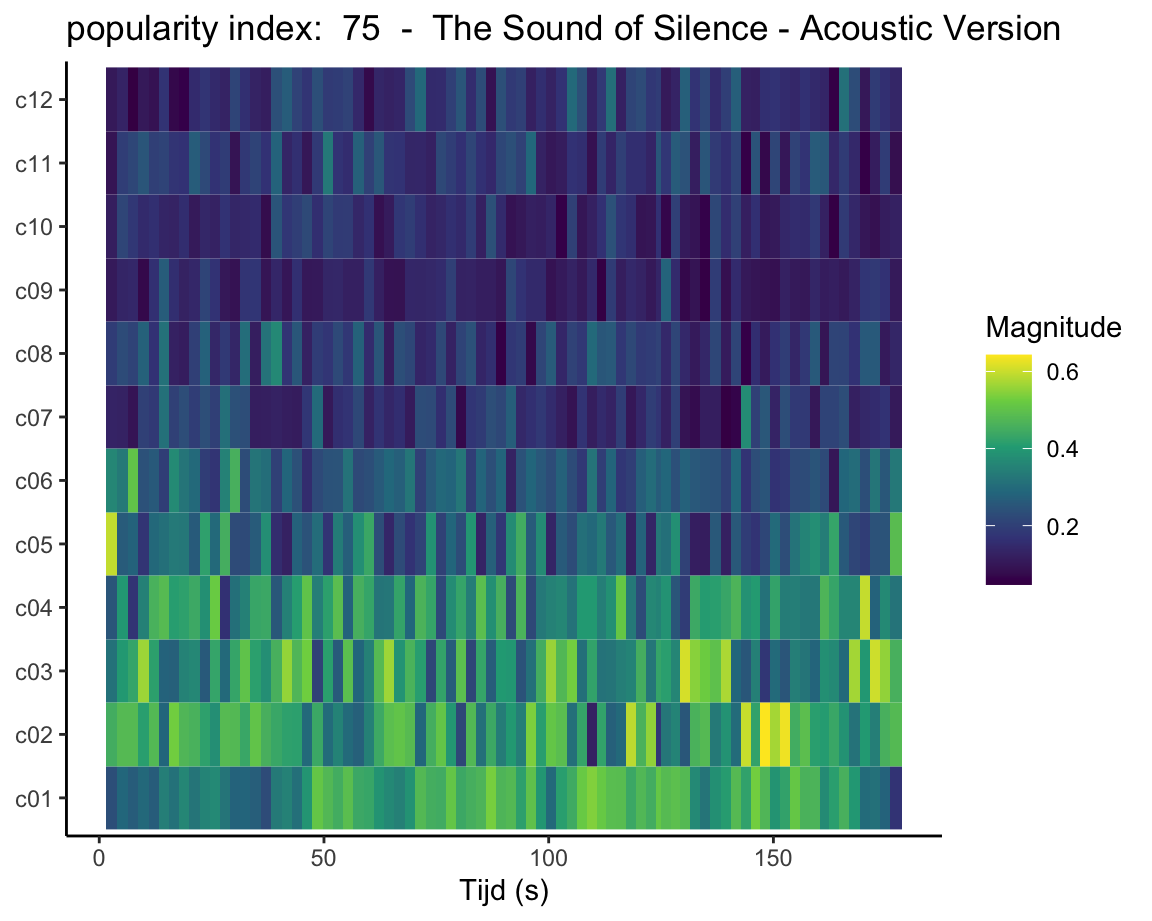 popularity index:  75  -  The Sound of Silence - Acoustic Version
c12
c11
c10
c09
c08
c07
c06
c05
c04
c03
c02
c01
0 50 100 150
Tijd (s)
Magnitude
0.6
0.4
0.2